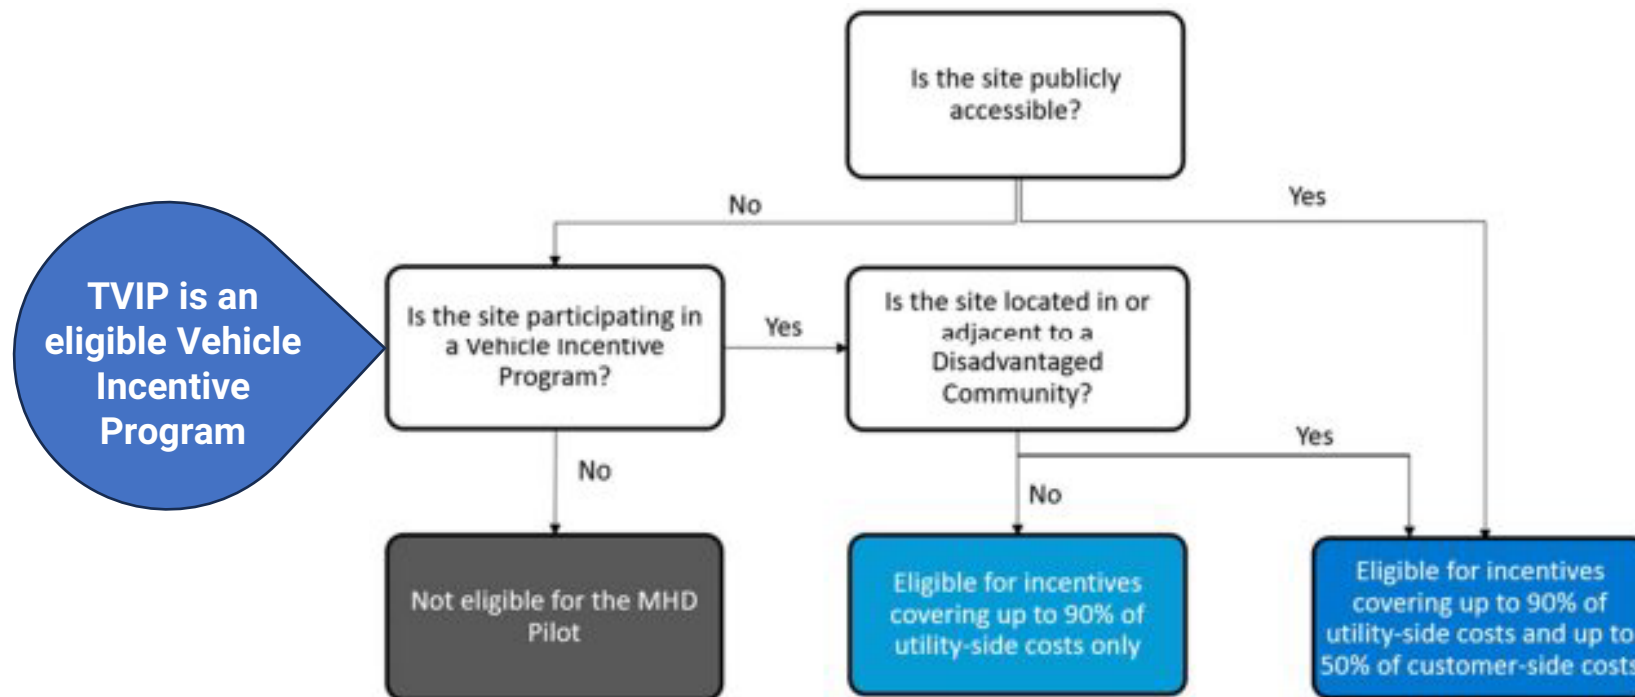 Is the site publicly
accessible?
No
Yes
TVIP is an
eligible Vehicle
Incentive
Program
Is the site participating in
a Vehicle Incentive
Program?
Yes
Is the site located in or
adjacent to a
Disadvantaged
Community?
No
No
Yes
Not eligible for the MHD
Pilot
Eligible for incentives
covering up to 90% of
utility-side costs only
Eligible for incentives
covering up to 90% of
utility-side costs and up to
50% of customer-side costs